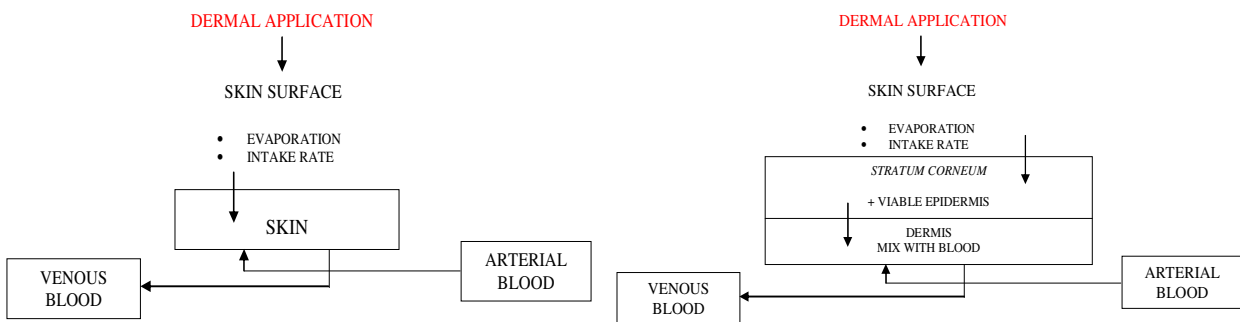 DERMAL APPLICATION
SKIN SURFACE
• EVAPORATION
• INTAKE RATE
SKIN
VENOUS
BLOOD
ARTERIAL
BLOOD
DERMAL APPLICATION
SKIN SURFACE
• EVAPORATION
• INTAKE RATE
STRATUM CORNEUM
+ VIABLE EPIDERMIS
DERMIS
MIX WITH BLOOD
VENOUS
BLOOD
ARTERIAL
BLOOD